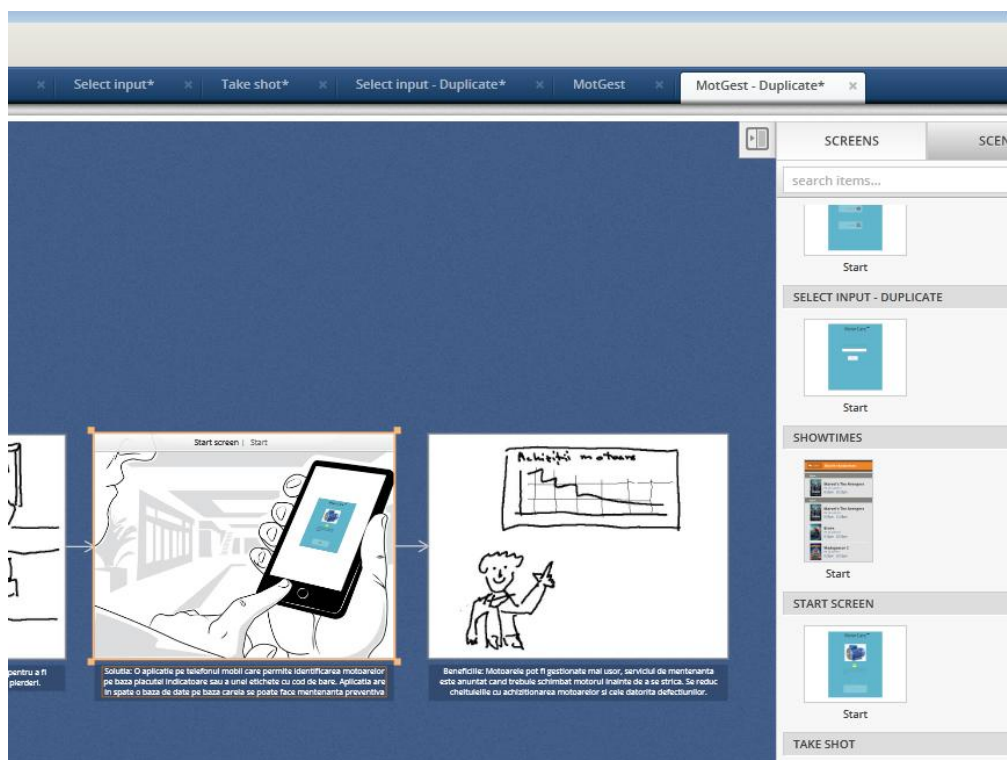 Select input*
Take shot*
Select input - Duplicate*
MotGest
MotGest - Duplicate*
SCREENS
SCEN
search items...
Start
SELECT INPUT - DUPLICATE
Start
SHOWTIMES
Start
START SCREEN
Start
TAKE SHOT
Start screen | Start
Achiziții motoare
pentru a fi
pierderi.
Solutia: O aplicatie pe telefonul mobil care permite identificarea motoarelor
pe baza placutei indicatoare sau a unei etichete cu cod de bare. Aplicatia are
in spate o baza de date pe baza careia se poate face mentenanta preventiva
Beneficiile: Motoarele pot fi gestionate mai usor, serviciul de mentenanta
este anuntat cand trebuie schimbat motorul inainte de a se strica. Se reduc
cheltuielile cu achizitionarea motoarelor si cele datorita defectiunilor.